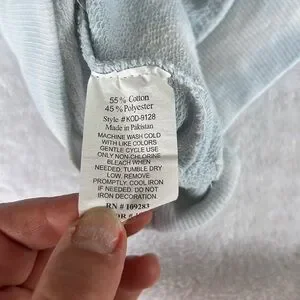 55% Cotton
45% Polyester
Style #KOD-9128
Made in Pakistan
MACHINE WASH COLD
WITH LIKE COLORS
GENTLE CYCLE USE
ONLY NON-CHLORINE
BLEACH WHEN
NEEDED, TUMBLE DRY
LOW, REMOVE
PROMPTLY. COOL IRON
IF NEEDED. DO NOT
IRON DECORATION.
RN # 109283